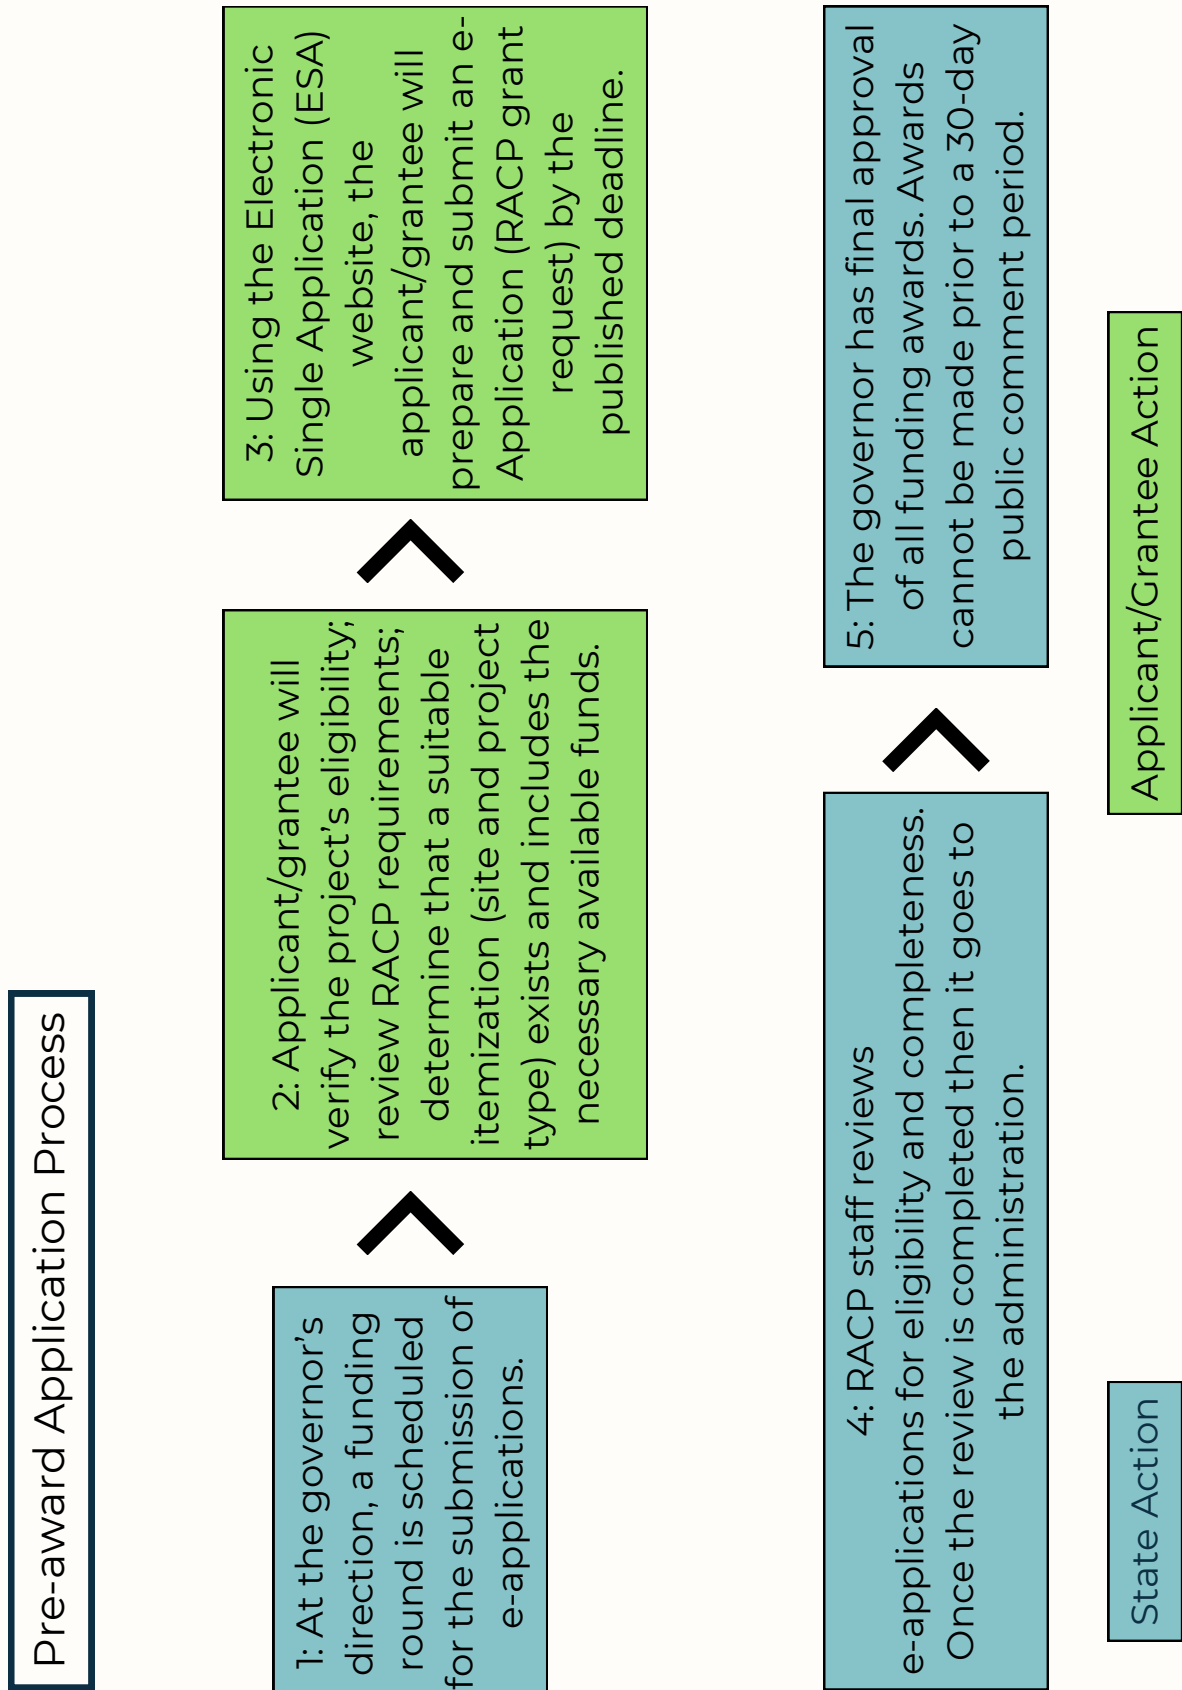 Pre-award Application Process
1: At the governor's
direction, a funding
round is scheduled
for the submission of
e-applications.
2: Applicant/grantee will
verify the project's eligibility;
review RACP requirements;
determine that a suitable
itemization (site and project
type) exists and includes the
necessary available funds.
3: Using the Electronic
Single Application (ESA)
website, the
applicant/grantee will
prepare and submit an e-
Application (RACP grant
request) by the
published deadline.
4: RACP staff reviews
e-applications for eligibility and completeness.
Once the review is completed then it goes to
the administration.
5: The governor has final approval
of all funding awards. Awards
cannot be made prior to a 30-day
public comment period.
State Action
Applicant/Grantee Action